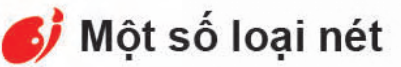 Một số loại nét